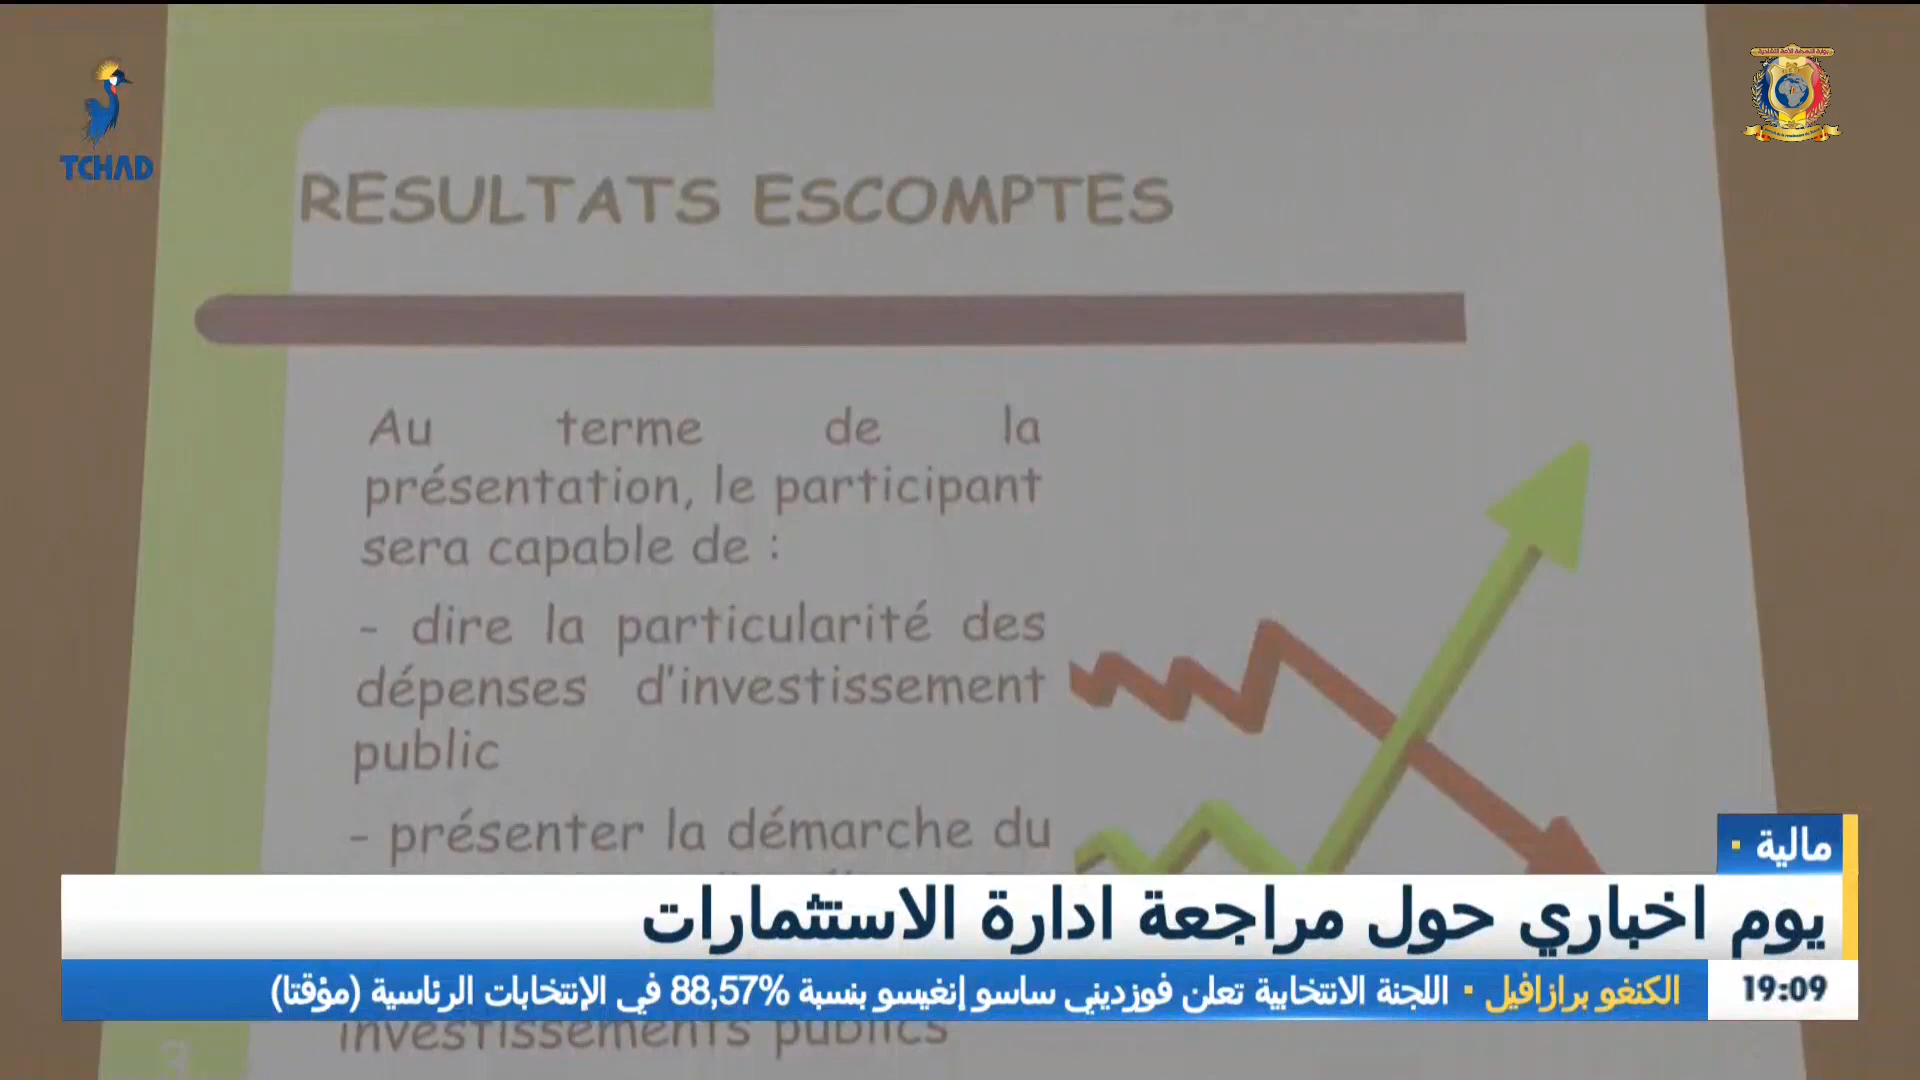 TCHAD
RESULTATS ESCOMPTES
Au terme de la
présentation, le participant
sera capable de :
- dire la particularité des
dépenses d'investissement
public
- présenter la démarche du
مالية
يوم اخباري حول مراجعة ادارة الاستثمارات
الكنغو برازافيل · اللجنة الانتخابية تعلن فوزديني ساسو إنغيسو بنسبة %88,57 في الإنتخابات الرئاسية (مؤقتا)
19:09
investissements publics
3